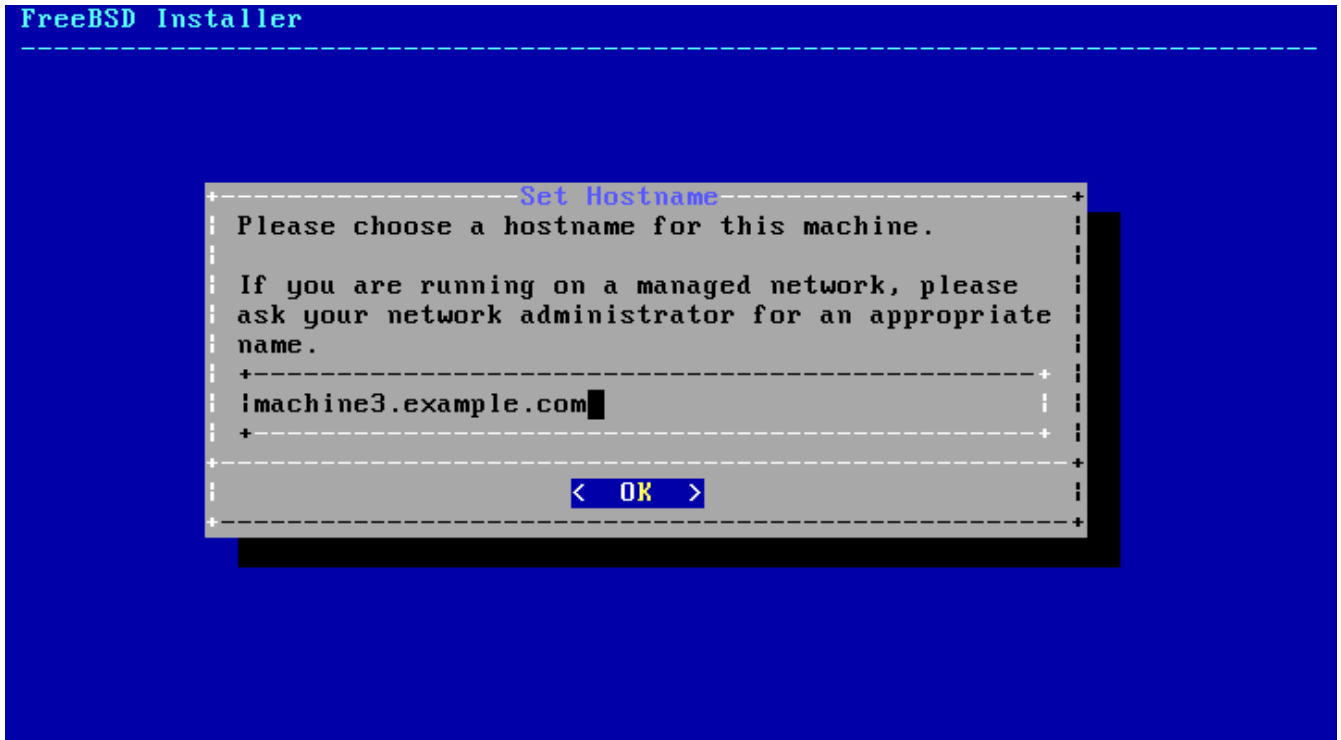 FreeBSD Installer
Set Hostname
Please choose a hostname for this machine.
If you are running on a managed network, please
ask your network administrator for an appropriate
name.
machine3.example.com
< OK >